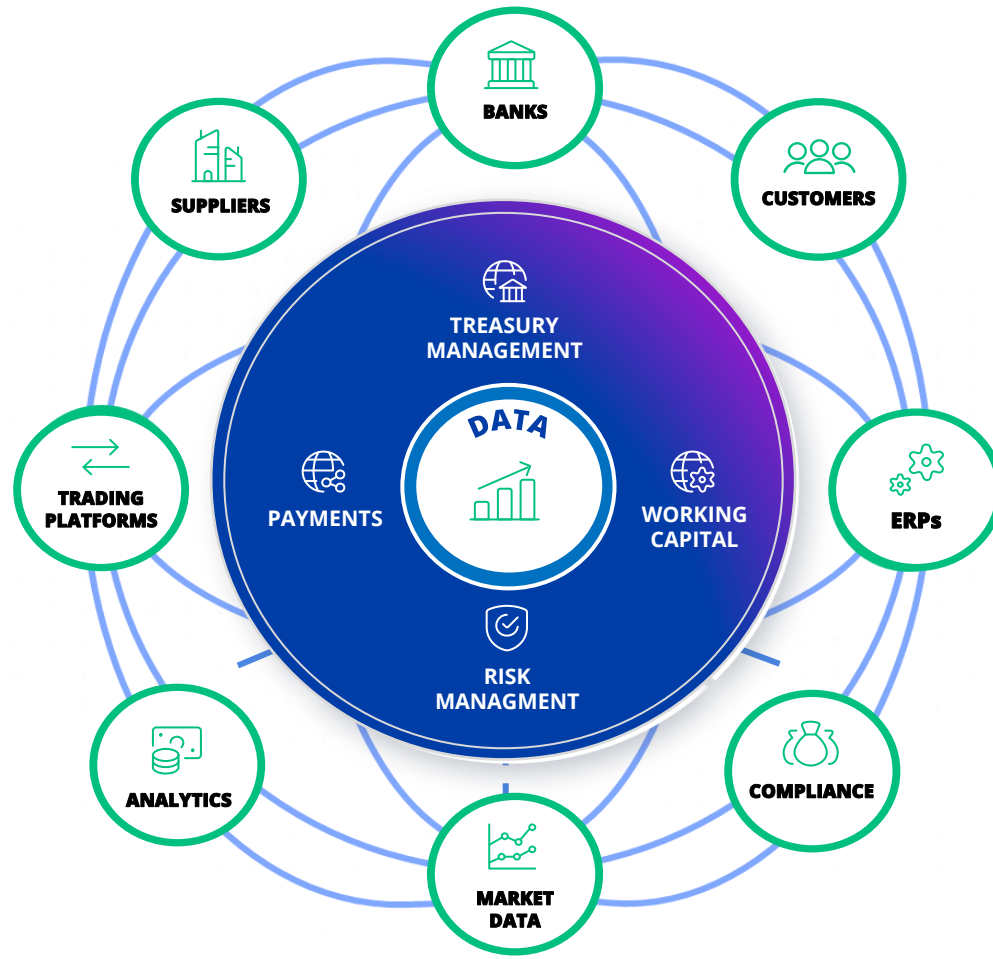 BANKS
SUPPLIERS
CUSTOMERS
TREASURY
MANAGEMENT
DATA
TRADING
PLATFORMS
PAYMENTS
WORKING
CAPITAL
ERPs
RISK
MANAGMENT
ANALYTICS
COMPLIANCE
MARKET
DATA